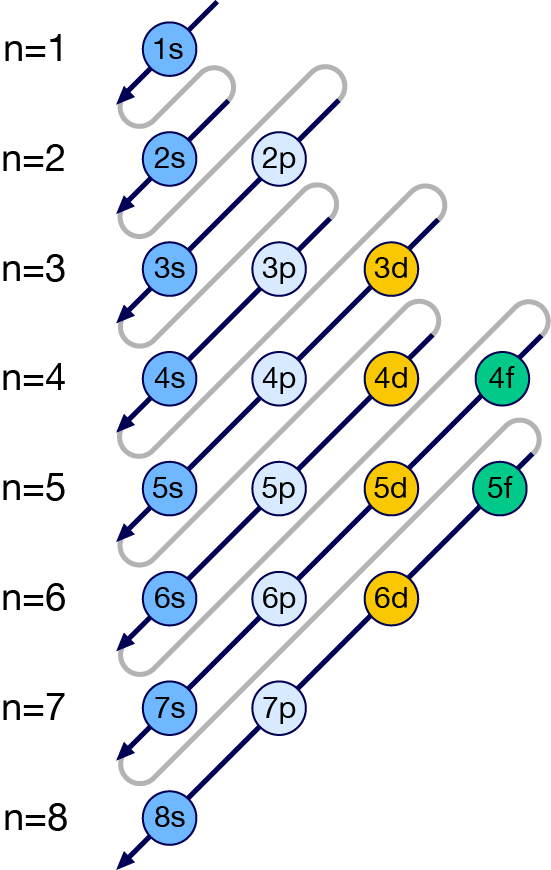 n=1 1s
n=2 2s 2p
n=3 3s 3p 3d
n=4 4s 4p 4d 4f
n=5 5s 5p 5d 5f
n=6 6s 6p 6d
n=7 7s 7p
n=8 8s